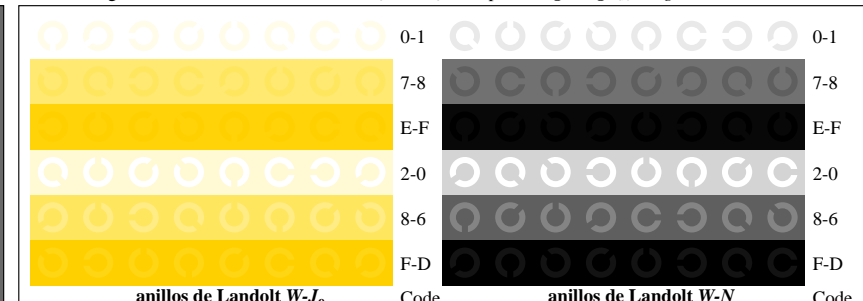 0-1 0-1
7-8 7-8
E-F E-F
2-0 2-0
8-6 8-6
F-D F-D
anillos de Landolt W-J Code anillos de Landolt W-N Code